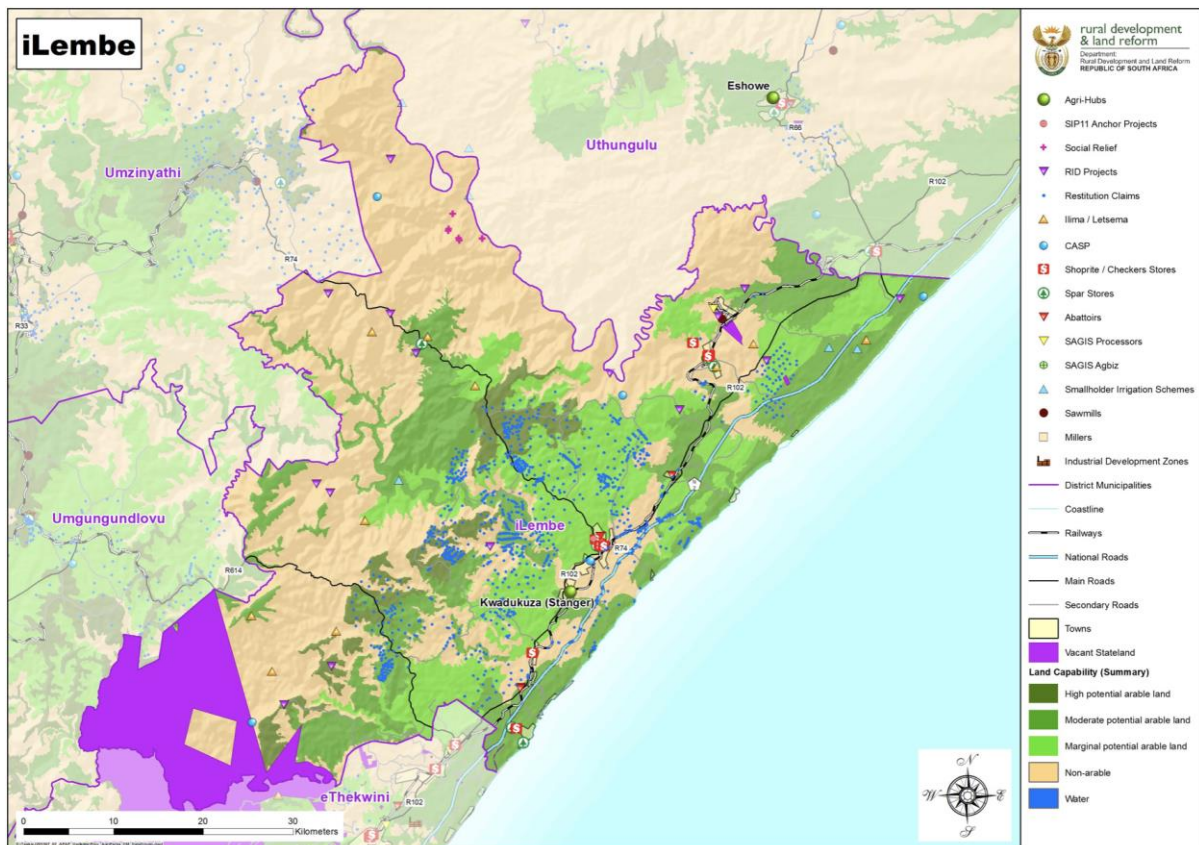 iLembe
Eshowe
Uthungulu
Umzinyathi
R66
R102
R74
R33
R102
Umgungundlovu
iLembe
R74
R614
R102
Kwadukuza (Stanger)
eThekwini
R102
0 10 20 30
Kilometers
N
W E
S
rural development
& land reform
Department:
Rural Development and Land Reform
REPUBLIC OF SOUTH AFRICA
Agri-Hubs
SIP11 Anchor Projects
Social Relief
RID Projects
Restitution Claims
Ilima / Letsema
CASP
Shoprite / Checkers Stores
Spar Stores
Abattoirs
SAGIS Processors
SAGIS Agbiz
Smallholder Irrigation Schemes
Sawmills
Millers
Industrial Development Zones
District Municipalities
Coastline
Railways
National Roads
Main Roads
Secondary Roads
Towns
Vacant Stateland
Land Capability (Summary)
High potential arable land
Moderate potential arable land
Marginal potential arable land
Non-arable
Water